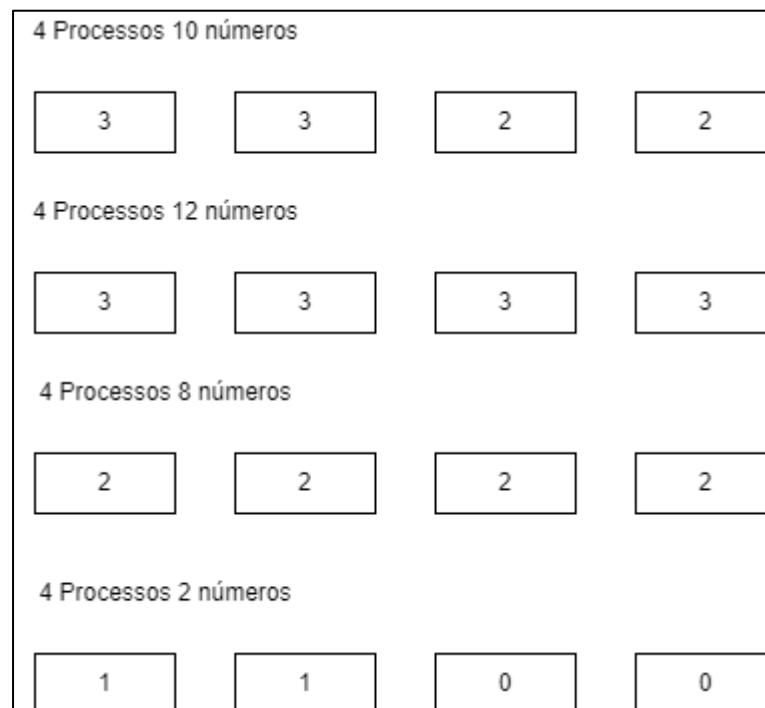 4 Processos 10 números
3 3 2 2
4 Processos 12 números
3 3 3 3
4 Processos 8 números
2 2 2 2
4 Processos 2 números
1 1 0 0